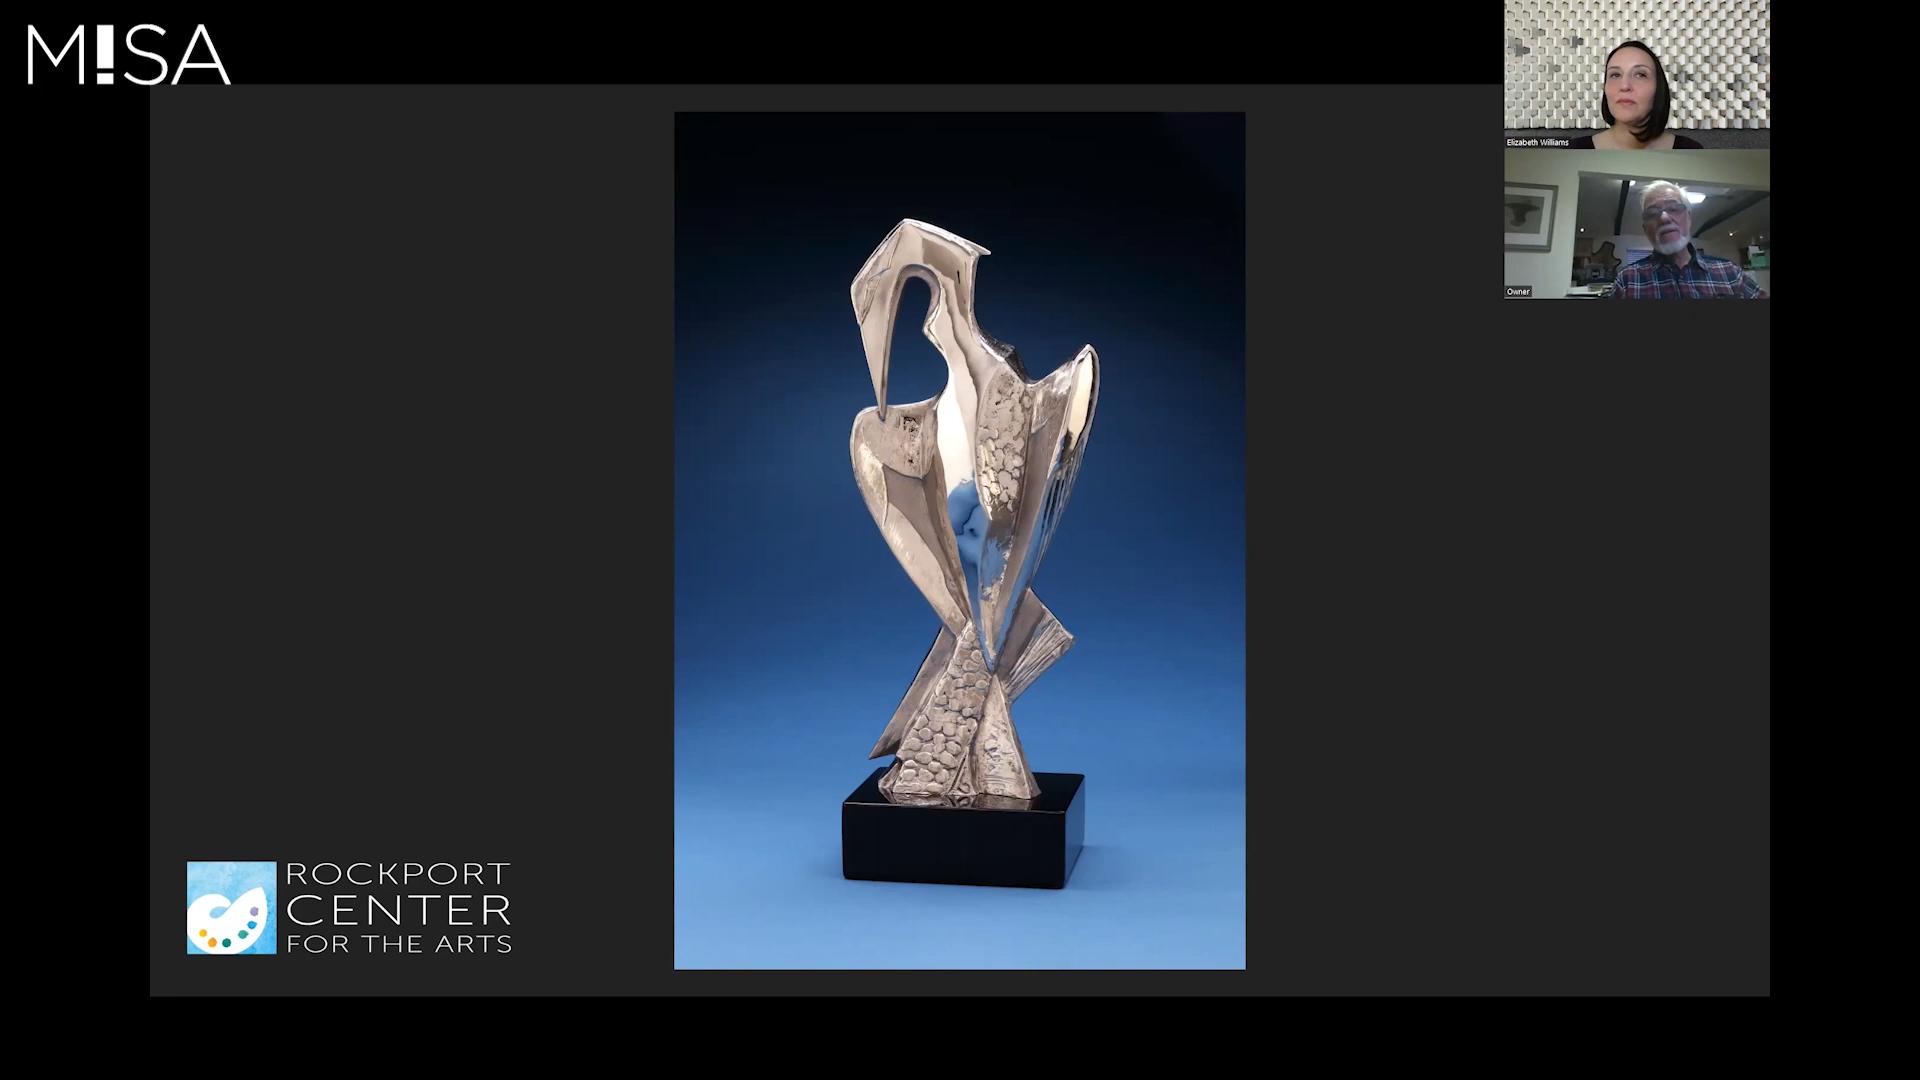 M!SA
Elizabeth Williams
Owner
ROCKPORT
CENTER
FOR THE ARTS